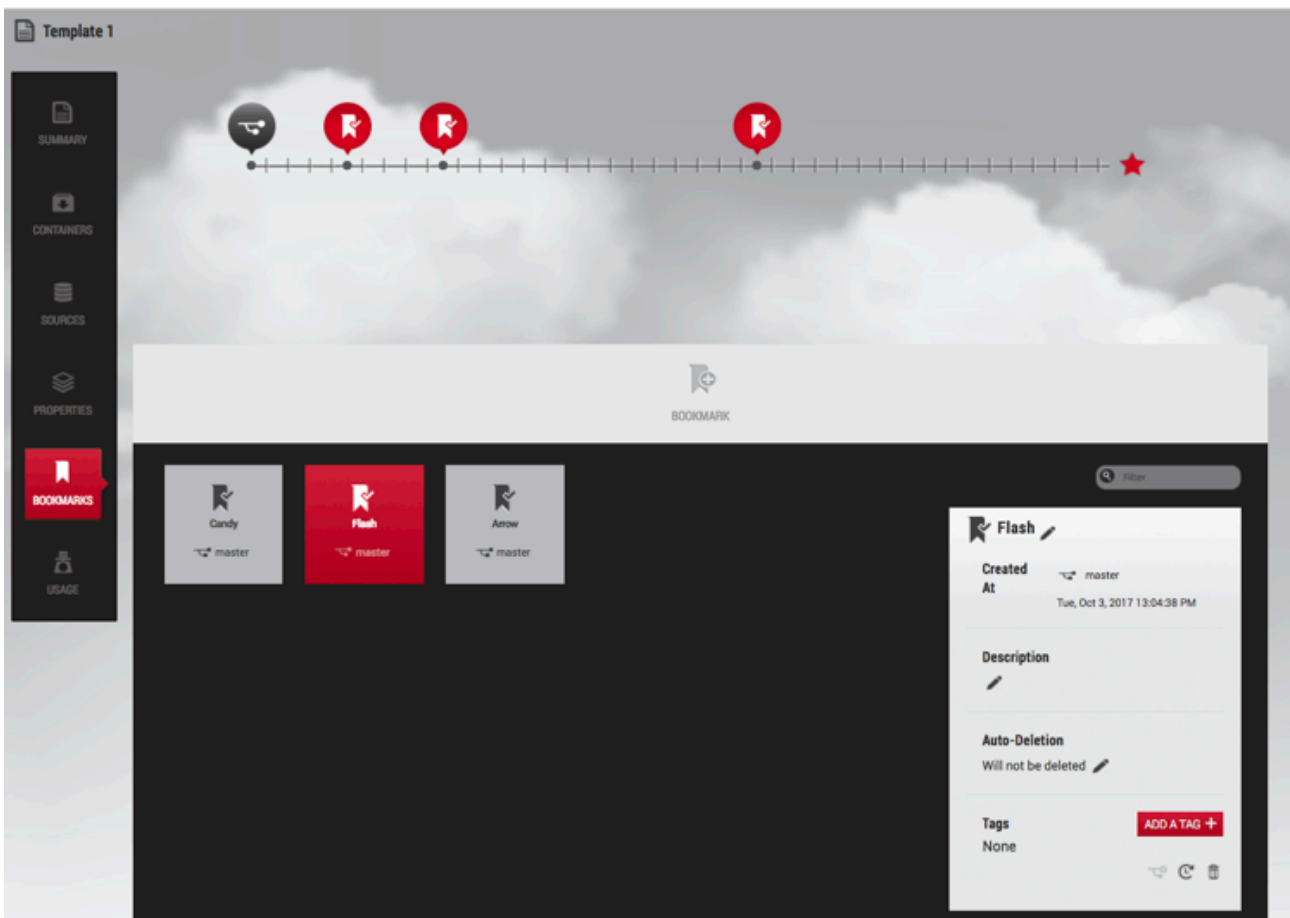 Template 1
SUMMARY
CONTAINERS
SOURCES
PROPERTIES
BOOKMARKS
USAGE
BOOKMARK
Candy
master
Flash
master
Arrow
master
Filter
Flash
Created
At
master
Tue, Oct 3, 2017 13:04:38 PM
Description
Auto-Deletion
Will not be deleted
Tags
ADD A TAG +
None